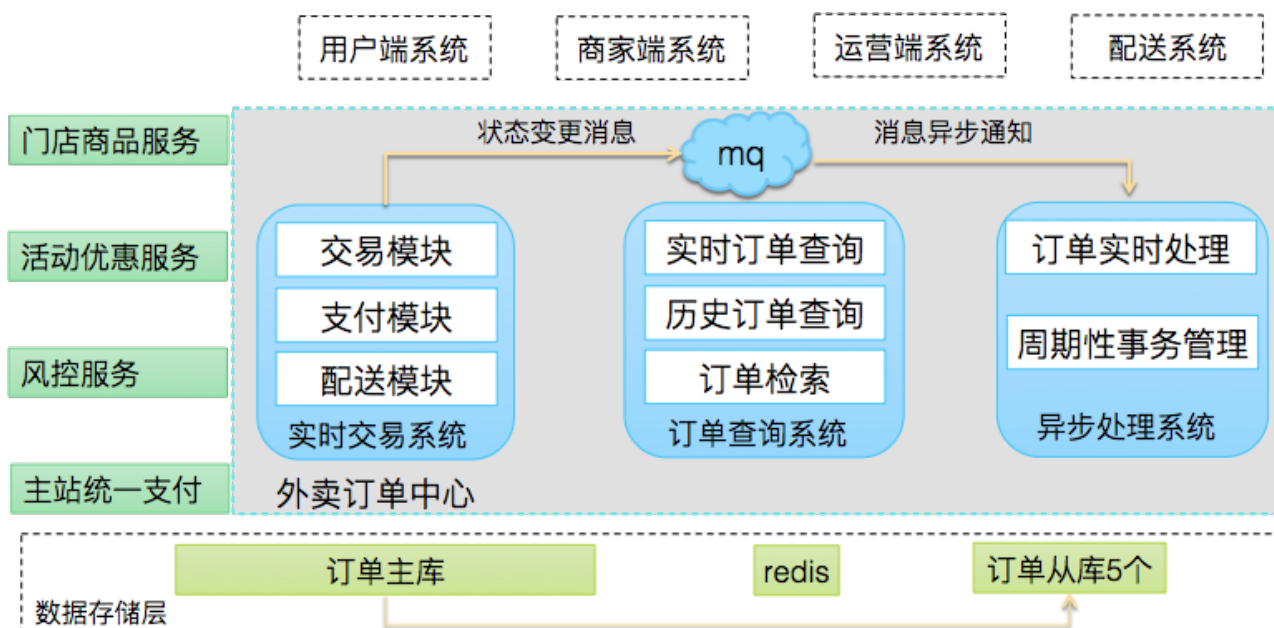 用户端系统
商家端系统
运营端系统
配送系统
门店商品服务
活动优惠服务
风控服务
主站统一支付
状态变更消息
mq
消息异步通知
交易模块
支付模块
配送模块
实时交易系统
实时订单查询
历史订单查询
订单检索
订单查询系统
订单实时处理
周期性事务管理
异步处理系统
外卖订单中心
订单主库
redis
订单从库5个
数据存储层